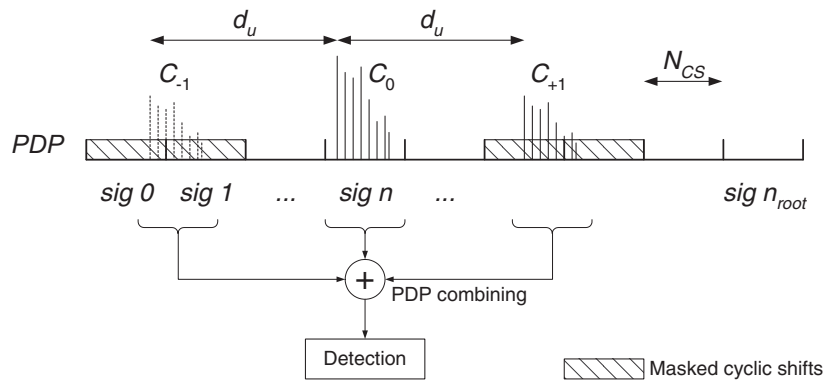 d_u d_u
C_-1 C_0 C_+1 N_CS
PDP
sig 0 sig 1 ... sig n ... sig n_root
+
PDP combining
Detection
Masked cyclic shifts